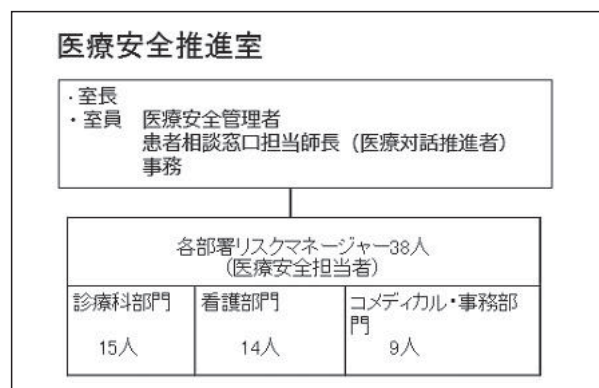 医療安全推進室
・室長
・室員　医療安全管理者
患者相談窓口担当師長（医療対話推進者）
事務
各部署リスクマネージャー38人
（医療安全担当者）
診療科部門
15人
看護部門
14人
コメディカル・事務部
門
9人